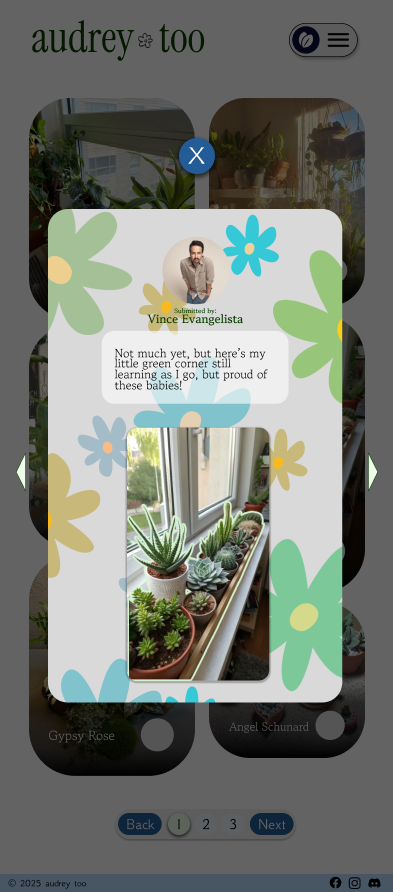 audrey too
X
Submitted by:
Vince Evangelista
Not much yet, but here's my
little green corner still
learning as I go, but proud of
these babies!
Gypsy Rose
Angel Schunard
Back 1 2 3 Next
© 2025 audrey too